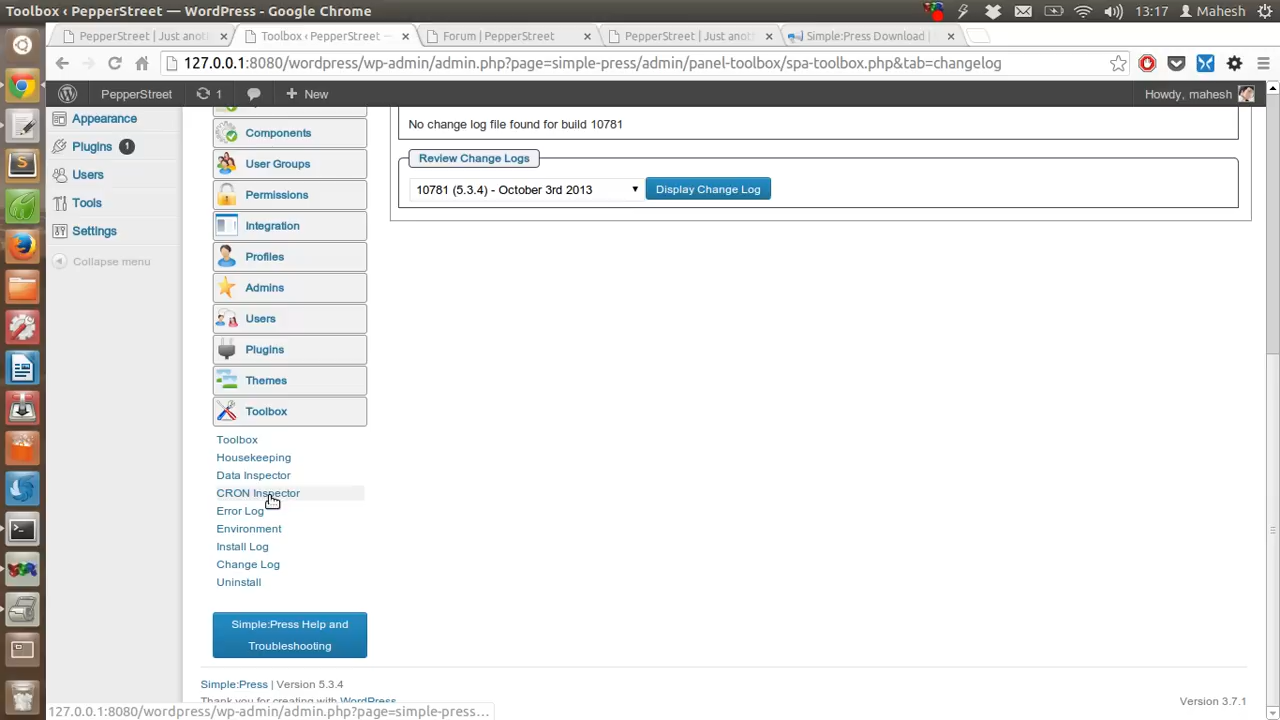 Toolbox ‹ PepperStreet — WordPress - Google Chrome
13:17
Mahesh
PepperStreet | Just anot
Toolbox ‹ PepperStreet —
Forum | PepperStreet
PepperStreet | Just anot
Simple:Press Download |
127.0.0.1:8080/wordpress/wp-admin/admin.php?page=simple-press/admin/panel-toolbox/spa-toolbox.php&tab=changelog
PepperStreet
1
New
Howdy, mahesh
Appearance
Plugins 1
Users
Tools
Settings
Collapse menu
Components
User Groups
Permissions
Integration
Profiles
Admins
Users
Plugins
Themes
Toolbox
Toolbox
Housekeeping
Data Inspector
CRON Inspector
Error Log
Environment
Install Log
Change Log
Uninstall
Simple:Press Help and
Troubleshooting
No change log file found for build 10781
Review Change Logs
10781 (5.3.4) - October 3rd 2013
Display Change Log
Simple:Press | Version 5.3.4
Thank you for creating with WordPress
Version 3.7.1
127.0.0.1:8080/wordpress/wp-admin/admin.php?page=simple-press...